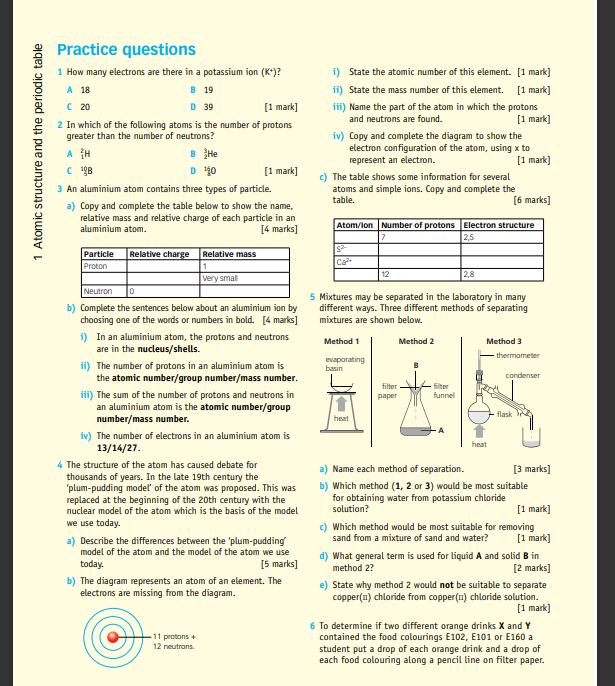 1 Atomic structure and the periodic table
Practice questions
1 How many electrons are there in a potassium ion (K⁺)?
A 18 B 19
C 20 D 39 [1 mark]
2 In which of the following atoms is the number of protons
greater than the number of neutrons?
A ²₁H B ³₂He
C ¹⁰₅B D ¹⁶₈O [1 mark]
3 An aluminium atom contains three types of particle.
a) Copy and complete the table below to show the name,
relative mass and relative charge of each particle in an
aluminium atom. [4 marks]
Particle Relative charge Relative mass
Proton 1
Very small
Neutron 0
b) Complete the sentences below about an aluminium ion by
choosing one of the words or numbers in bold. [4 marks]
i) In an aluminium atom, the protons and neutrons
are in the nucleus/shells.
ii) The number of protons in an aluminium atom is
the atomic number/group number/mass number.
iii) The sum of the number of protons and neutrons in
an aluminium atom is the atomic number/group
number/mass number.
iv) The number of electrons in an aluminium atom is
13/14/27.
4 The structure of the atom has caused debate for
thousands of years. In the late 19th century the
'plum-pudding model' of the atom was proposed. This was
replaced at the beginning of the 20th century with the
nuclear model of the atom which is the basis of the model
we use today.
a) Describe the differences between the 'plum-pudding'
model of the atom and the model of the atom we use
today. [5 marks]
b) The diagram represents an atom of an element. The
electrons are missing from the diagram.
11 protons +
12 neutrons.
i) State the atomic number of this element. [1 mark]
ii) State the mass number of this element. [1 mark]
iii) Name the part of the atom in which the protons
and neutrons are found. [1 mark]
iv) Copy and complete the diagram to show the
electron configuration of the atom, using x to
represent an electron. [1 mark]
c) The table shows some information for several
atoms and simple ions. Copy and complete the
table. [6 marks]
Atom/Ion Number of protons Electron structure
7 2,5
S²⁻
Ca²⁺
12 2,8
5 Mixtures may be separated in the laboratory in many
different ways. Three different methods of separating
mixtures are shown below.
Method 1 Method 2 Method 3
evaporating
basin
heat
B
filter
paper
filter
funnel
A
thermometer
condenser
flask
heat
a) Name each method of separation. [3 marks]
b) Which method (1, 2 or 3) would be most suitable
for obtaining water from potassium chloride
solution? [1 mark]
c) Which method would be most suitable for removing
sand from a mixture of sand and water? [1 mark]
d) What general term is used for liquid A and solid B in
method 2? [2 marks]
e) State why method 2 would not be suitable to separate
copper(II) chloride from copper(II) chloride solution.
[1 mark]
6 To determine if two different orange drinks X and Y
contained the food colourings E102, E101 or E160 a
student put a drop of each orange drink and a drop of
each food colouring along a pencil line on filter paper.